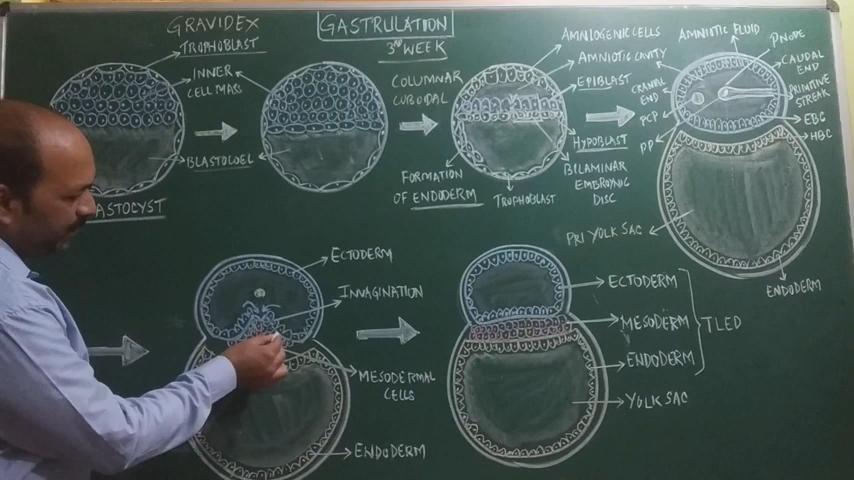 GRAVIDEX
GASTRULATION
3RD WEEK
TROPHOBLAST
INNER
CELL MASS
BLASTOCOEL
ASTOCYST
COLUMNAR
CUBOIDAL
FORMATION
OF ENDODERM
AMNIOGENIC CELLS
AMNIOTIC CAVITY
EPIBLAST
HYPOBLAST
BILAMINAR
EMBRYONIC
DISC
TROPHOBLAST
AMNIOTIC FLUID
PNODE
CAUDAL
END
PRIMITIVE
STREAK
EBC
HBC
CRANIAL
END
PCP
PP
PRI YOLK SAC
ENDODERM
ECTODERM
INVAGINATION
MESODERMAL
CELLS
ENDODERM
ECTODERM
MESODERM
TLED
ENDODERM
YOLK SAC